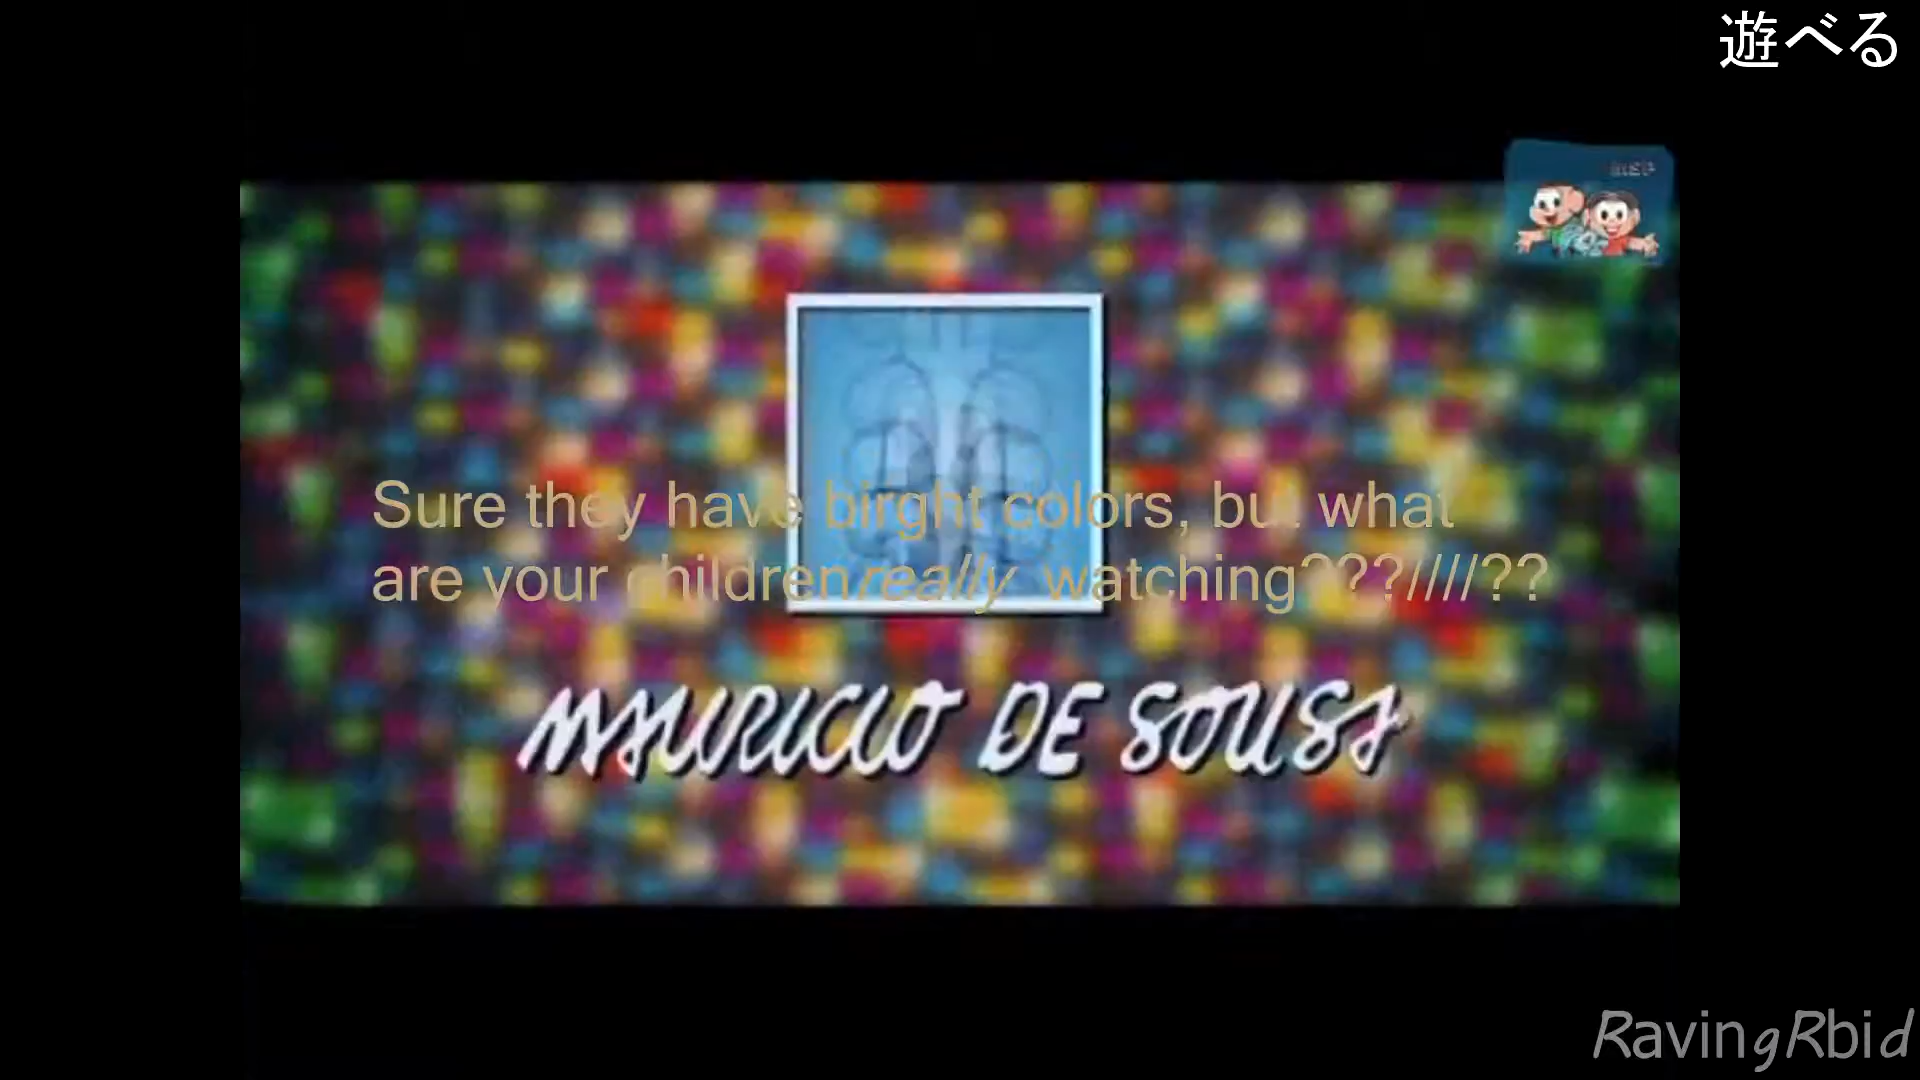 遊べる
Sure they have birght colors, but what
are your children really watching???////??
MAURICIO DE SOUSA
RavingRbid